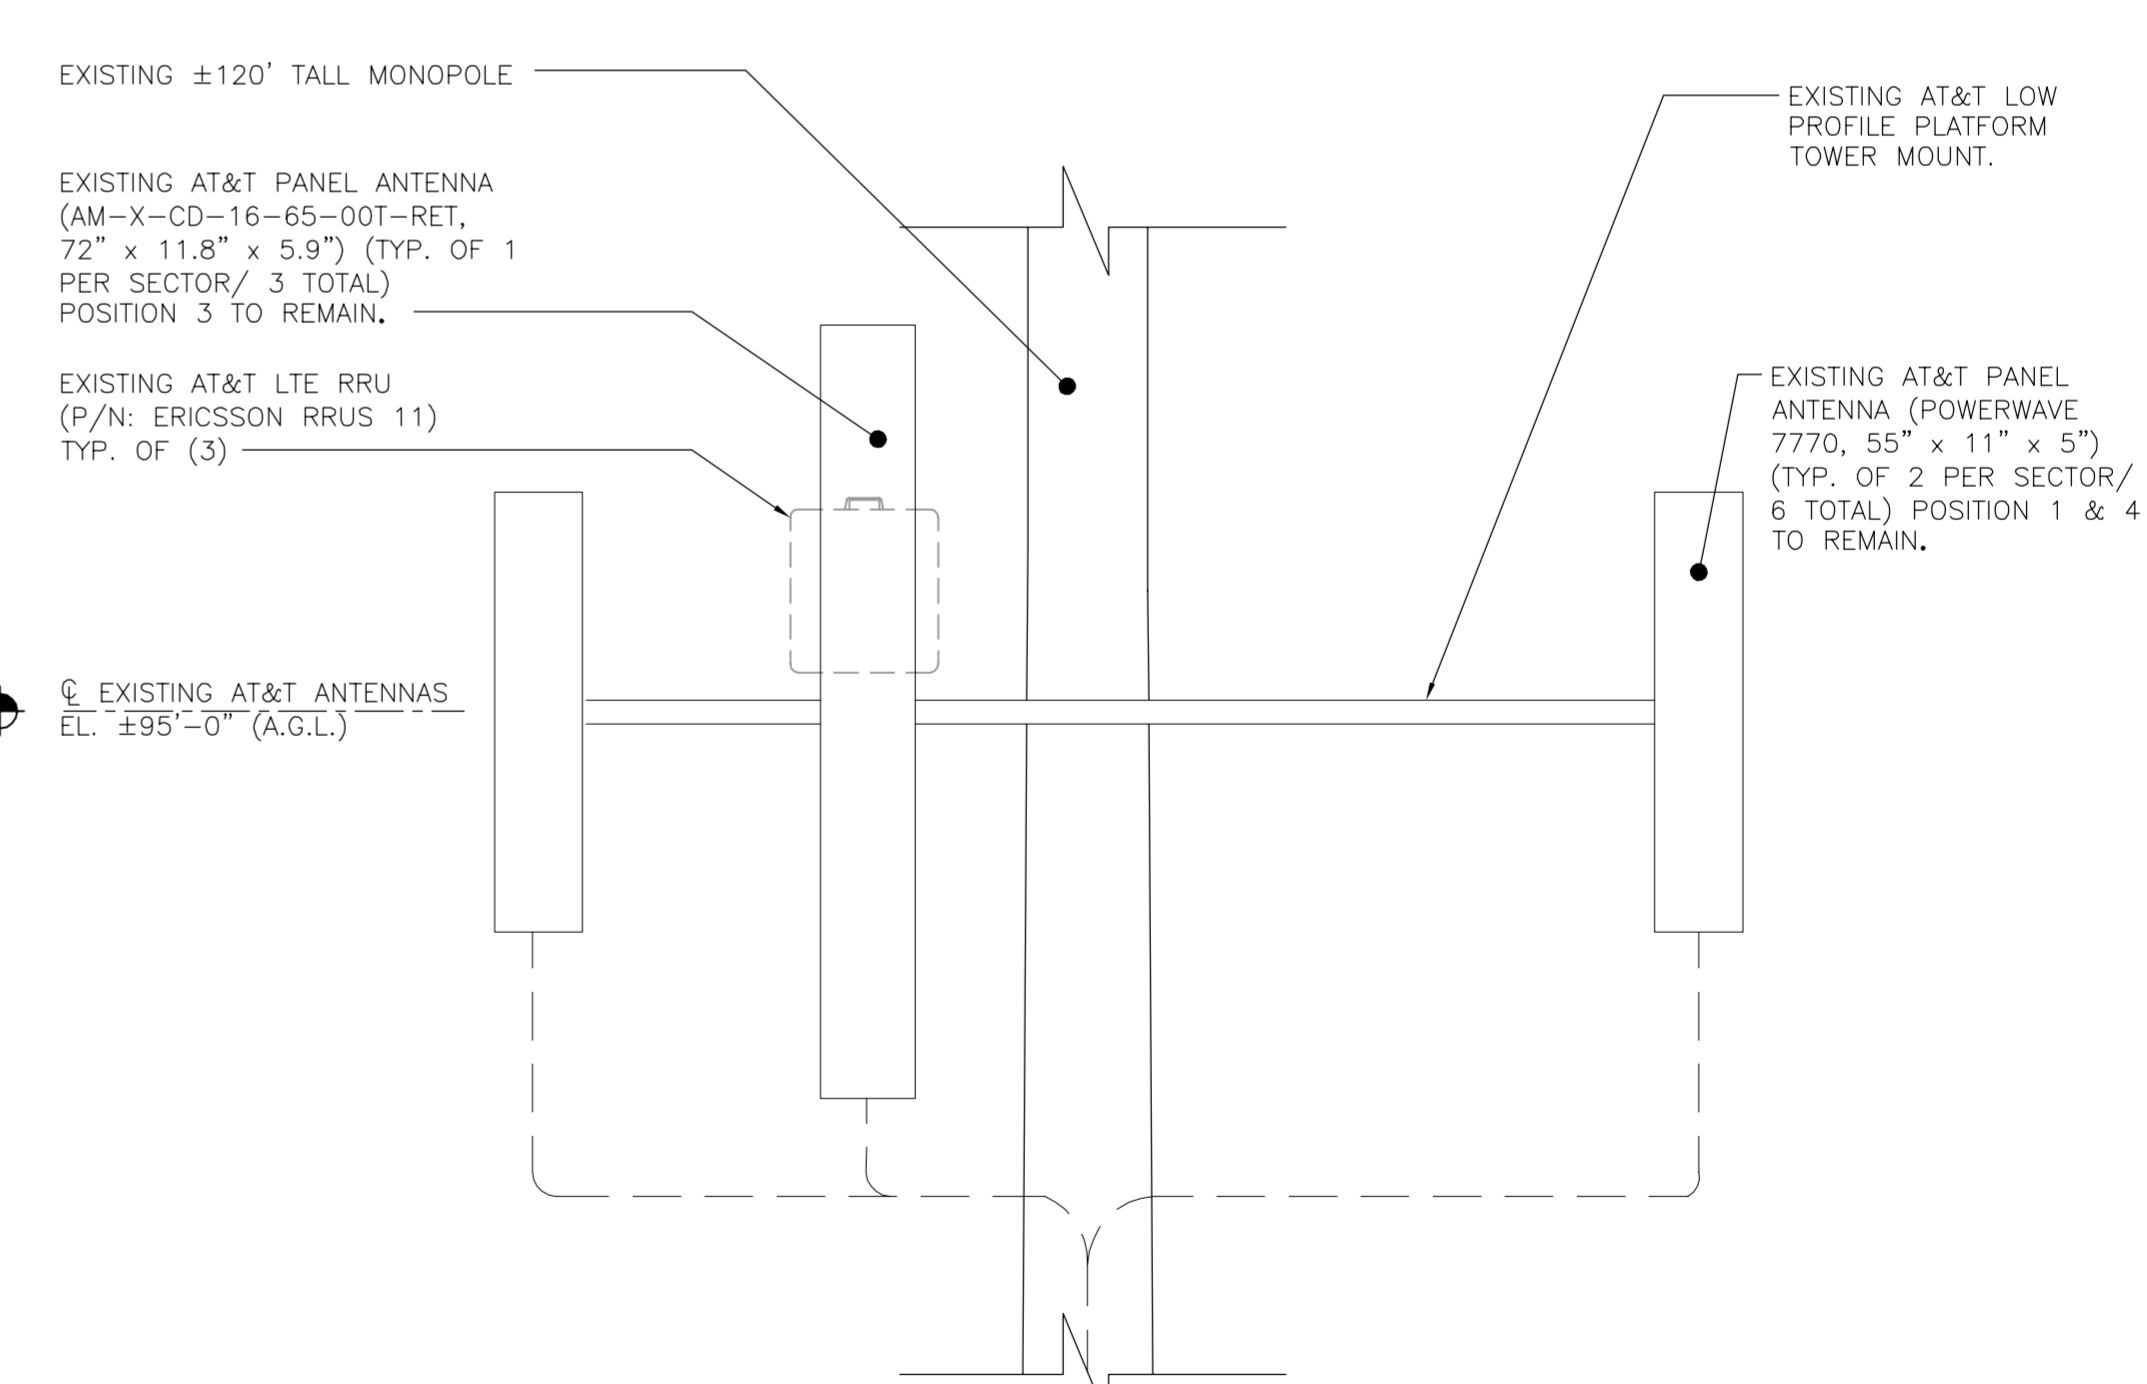 EXISTING ±120' TALL MONOPOLE
EXISTING AT&T PANEL ANTENNA
(AM-X-CD-16-65-00T-RET,
72" x 11.8" x 5.9") (TYP. OF 1
PER SECTOR/ 3 TOTAL)
POSITION 3 TO REMAIN.
EXISTING AT&T LTE RRU
(P/N: ERICSSON RRUS 11)
TYP. OF (3)
℄ EXISTING AT&T ANTENNAS
EL. ±95'-0" (A.G.L.)
EXISTING AT&T LOW
PROFILE PLATFORM
TOWER MOUNT.
EXISTING AT&T PANEL
ANTENNA (POWERWAVE
7770, 55" x 11" x 5")
(TYP. OF 2 PER SECTOR/
6 TOTAL) POSITION 1 & 4
TO REMAIN.